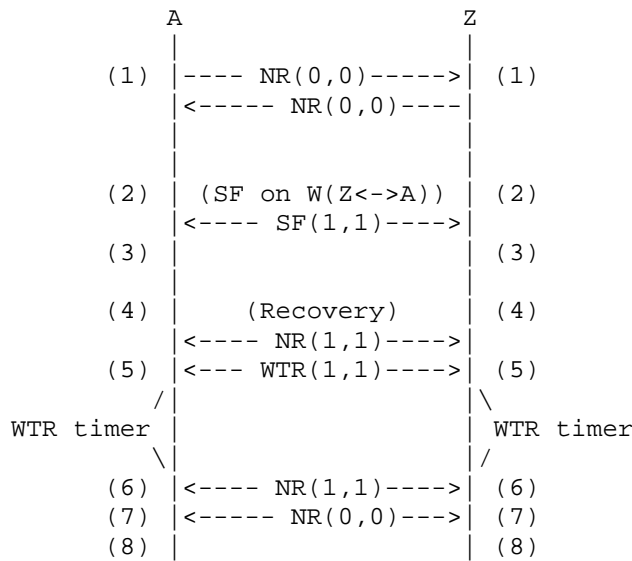 A Z
(1) |---- NR(0,0)----->| (1)
|<----- NR(0,0)----|
(2) | (SF on W(Z<->A)) | (2)
|<---- SF(1,1)---->|
(3) | | (3)
(4) | (Recovery) | (4)
|<---- NR(1,1)---->|
(5) |<--- WTR(1,1)---->| (5)
/| |\
WTR timer | | WTR timer
\| |/
(6) |<---- NR(1,1)---->| (6)
(7) |<----- NR(0,0)--->| (7)
(8) | | (8)